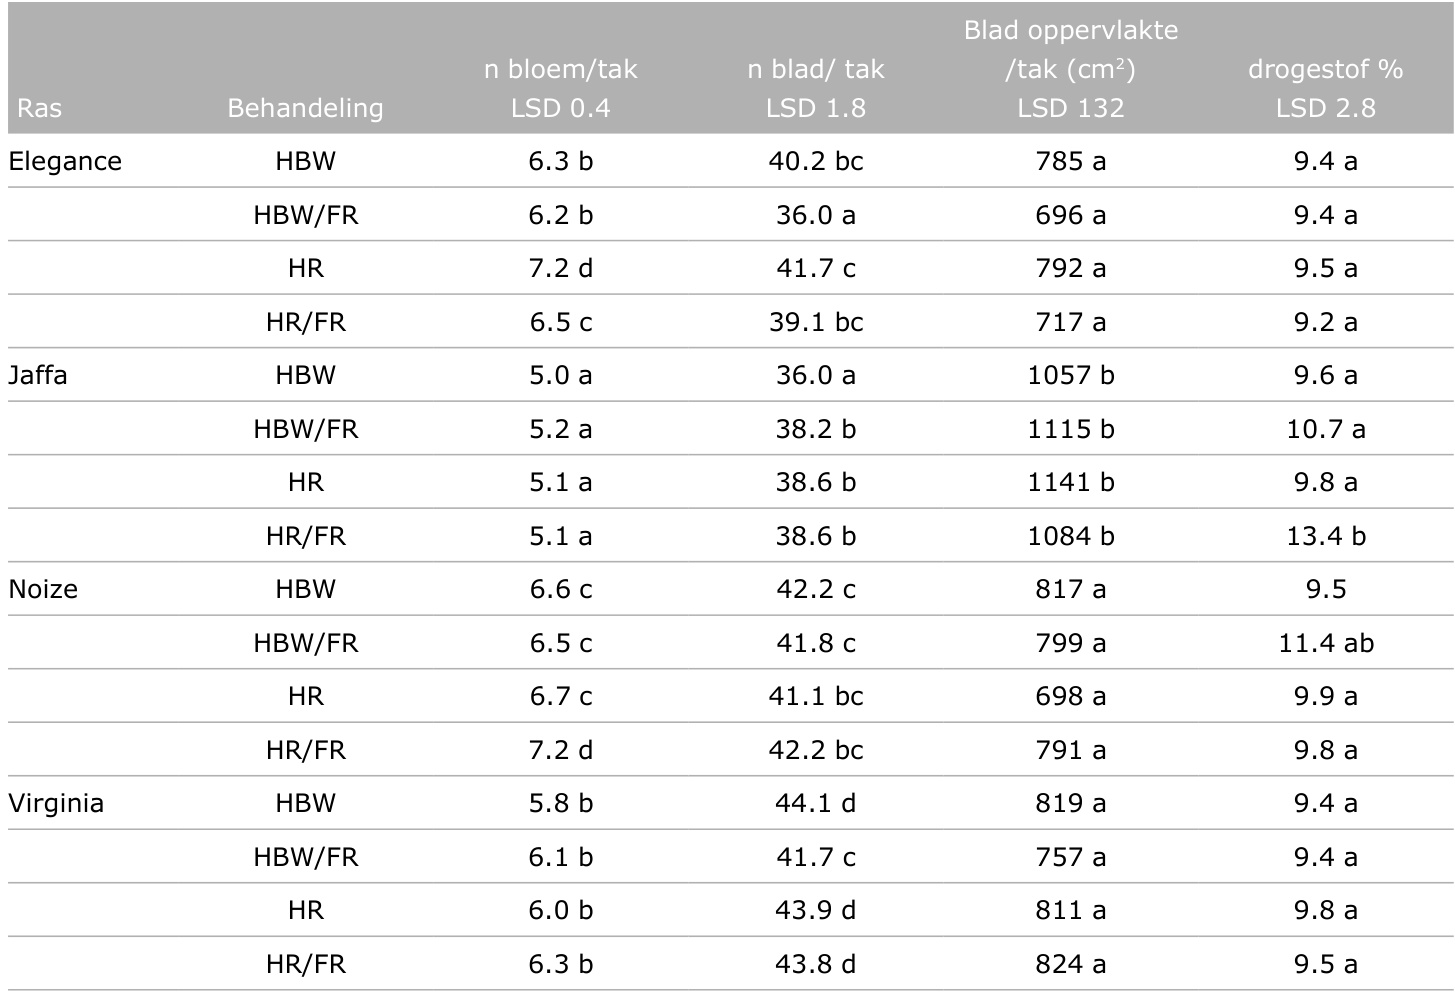 Ras Behandeling n bloem/tak LSD 0.4 n blad/ tak LSD 1.8 Blad oppervlakte /tak (cm²) LSD 132 drogestof % LSD 2.8
Elegance HBW 6.3 b 40.2 bc 785 a 9.4 a
HBW/FR 6.2 b 36.0 a 696 a 9.4 a
HR 7.2 d 41.7 c 792 a 9.5 a
HR/FR 6.5 c 39.1 bc 717 a 9.2 a
Jaffa HBW 5.0 a 36.0 a 1057 b 9.6 a
HBW/FR 5.2 a 38.2 b 1115 b 10.7 a
HR 5.1 a 38.6 b 1141 b 9.8 a
HR/FR 5.1 a 38.6 b 1084 b 13.4 b
Noize HBW 6.6 c 42.2 c 817 a 9.5
HBW/FR 6.5 c 41.8 c 799 a 11.4 ab
HR 6.7 c 41.1 bc 698 a 9.9 a
HR/FR 7.2 d 42.2 bc 791 a 9.8 a
Virginia HBW 5.8 b 44.1 d 819 a 9.4 a
HBW/FR 6.1 b 41.7 c 757 a 9.4 a
HR 6.0 b 43.9 d 811 a 9.8 a
HR/FR 6.3 b 43.8 d 824 a 9.5 a